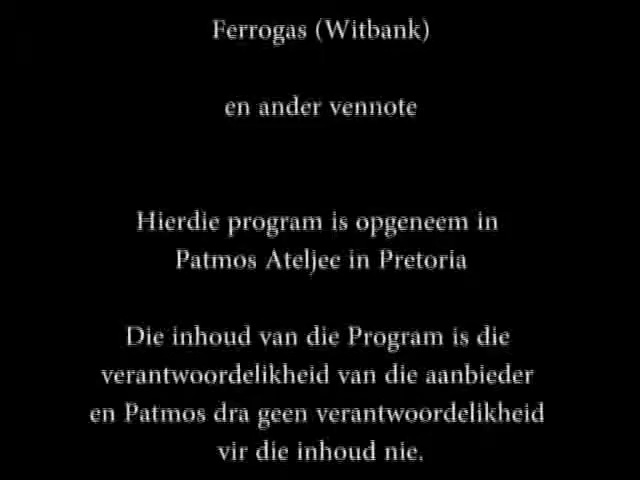 Ferrogas (Witbank)
en ander vennote
Hierdie program is opgeneem in
Patmos Ateljee in Pretoria
Die inhoud van die Program is die
verantwoordelikheid van die aanbieder
en Patmos dra geen verantwoordelikheid
vir die inhoud nie.